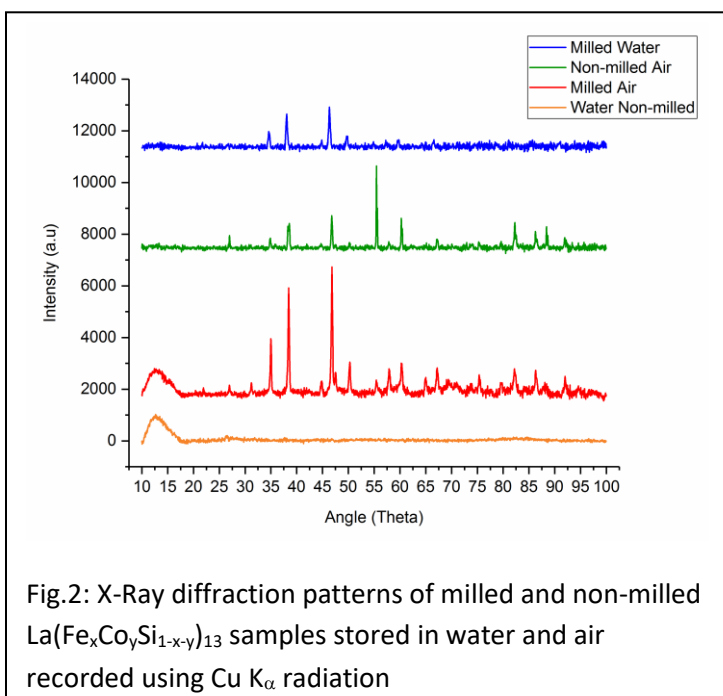 Milled Water
Non-milled Air
Milled Air
Water Non-milled
14000
12000
10000
8000
6000
4000
2000
0
Intensity (a.u)
10 15 20 25 30 35 40 45 50 55 60 65 70 75 80 85 90 95 100
Angle (Theta)
Fig.2: X-Ray diffraction patterns of milled and non-milled
La(FeₓCoᵧSi₁₋ₓ₋ᵧ)₁₃ samples stored in water and air
recorded using Cu Kα radiation